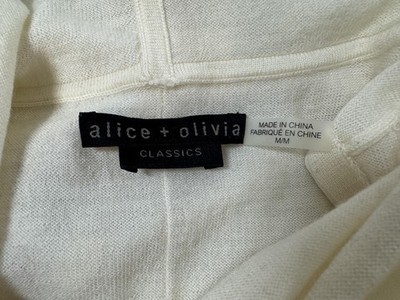 alice + olivia
CLASSICS
MADE IN CHINA
FABRIQUÉ EN CHINE
M/M